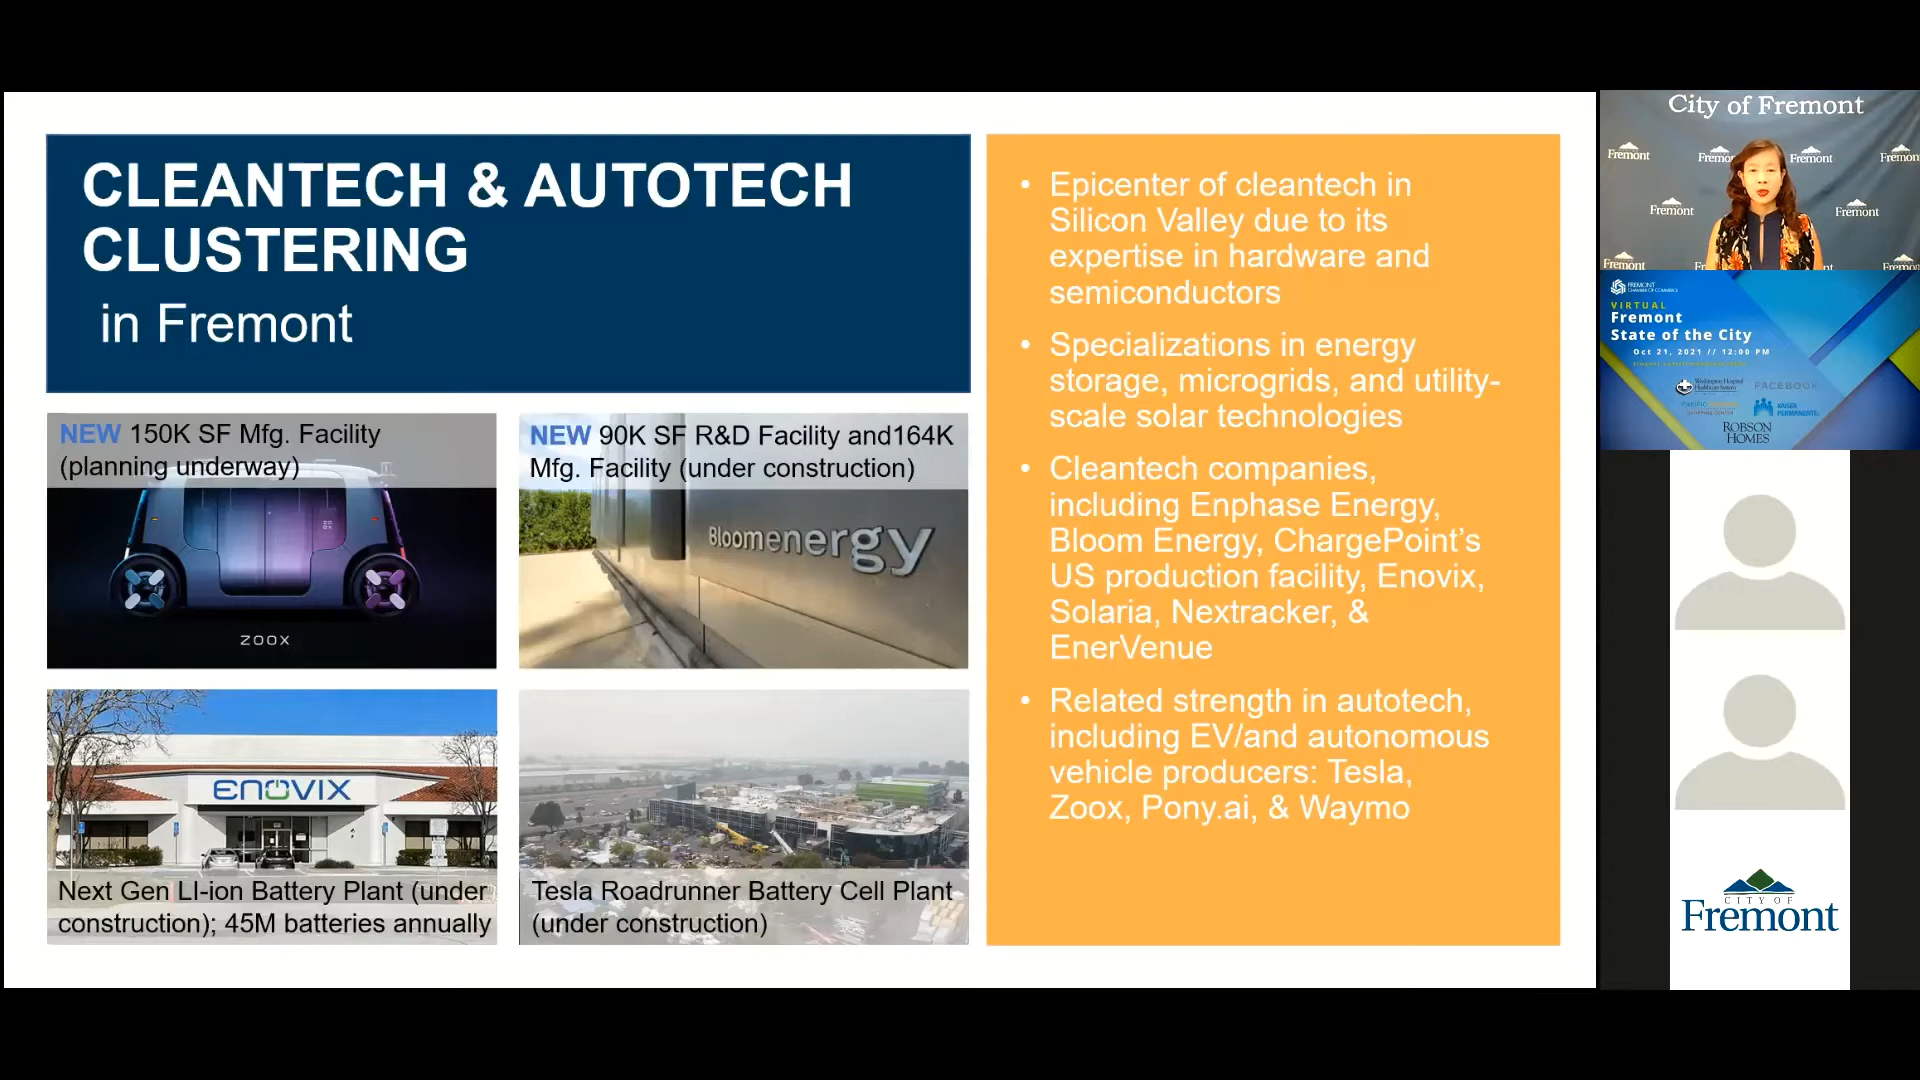 CLEANTECH & AUTOTECH
CLUSTERING
in Fremont
NEW 150K SF Mfg. Facility
(planning underway)
ZOOX
NEW 90K SF R&D Facility and164K
Mfg. Facility (under construction)
Bloomenergy
ENOVIX
Next Gen LI-ion Battery Plant (under
construction); 45M batteries annually
Tesla Roadrunner Battery Cell Plant
(under construction)
• Epicenter of cleantech in
Silicon Valley due to its
expertise in hardware and
semiconductors
• Specializations in energy
storage, microgrids, and utility-
scale solar technologies
• Cleantech companies,
including Enphase Energy,
Bloom Energy, ChargePoint’s
US production facility, Enovix,
Solaria, Nextracker, &
EnerVenue
• Related strength in autotech,
including EV/and autonomous
vehicle producers: Tesla,
Zoox, Pony.ai, & Waymo
City of Fremont
Fremont
Fremont
Fremont
Fremont
Fremont
Fremont
Fremont
FREMONT
CHAMBER OF COMMERCE
VIRTUAL
Fremont
State of the City
Oct 21, 2021 // 12:00 PM
Washington Hospital
Healthcare System
FACEBOOK
KAISER
PERMANENTE
ROBSON
HOMES
CITY OF
Fremont